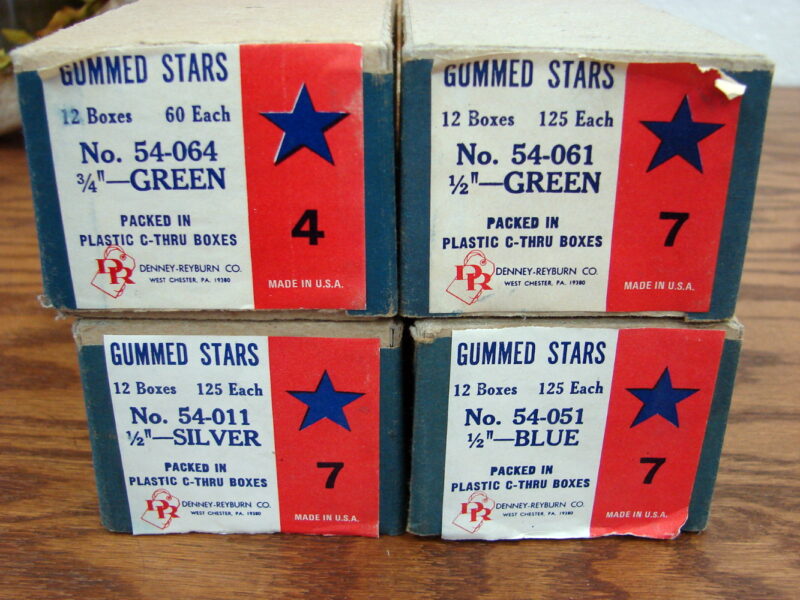 GUMMED STARS
12 Boxes 60 Each
No. 54-064
3/4"—GREEN
PACKED IN
PLASTIC C-THRU BOXES
DR DENNEY-REYBURN CO.
WEST CHESTER, PA. 19380
4
MADE IN U.S.A.
GUMMED STARS
12 Boxes 125 Each
No. 54-061
1/2"—GREEN
PACKED IN
PLASTIC C-THRU BOXES
DR DENNEY-REYBURN CO.
WEST CHESTER, PA. 19380
7
MADE IN U.S.A.
GUMMED STARS
12 Boxes 125 Each
No. 54-011
1/2"—SILVER
PACKED IN
PLASTIC C-THRU BOXES
DR DENNEY-REYBURN CO.
WEST CHESTER, PA. 19380
7
MADE IN U.S.A.
GUMMED STARS
12 Boxes 125 Each
No. 54-051
1/2"—BLUE
PACKED IN
PLASTIC C-THRU BOXES
DR DENNEY-REYBURN CO.
WEST CHESTER, PA. 19380
7
MADE IN U.S.A.